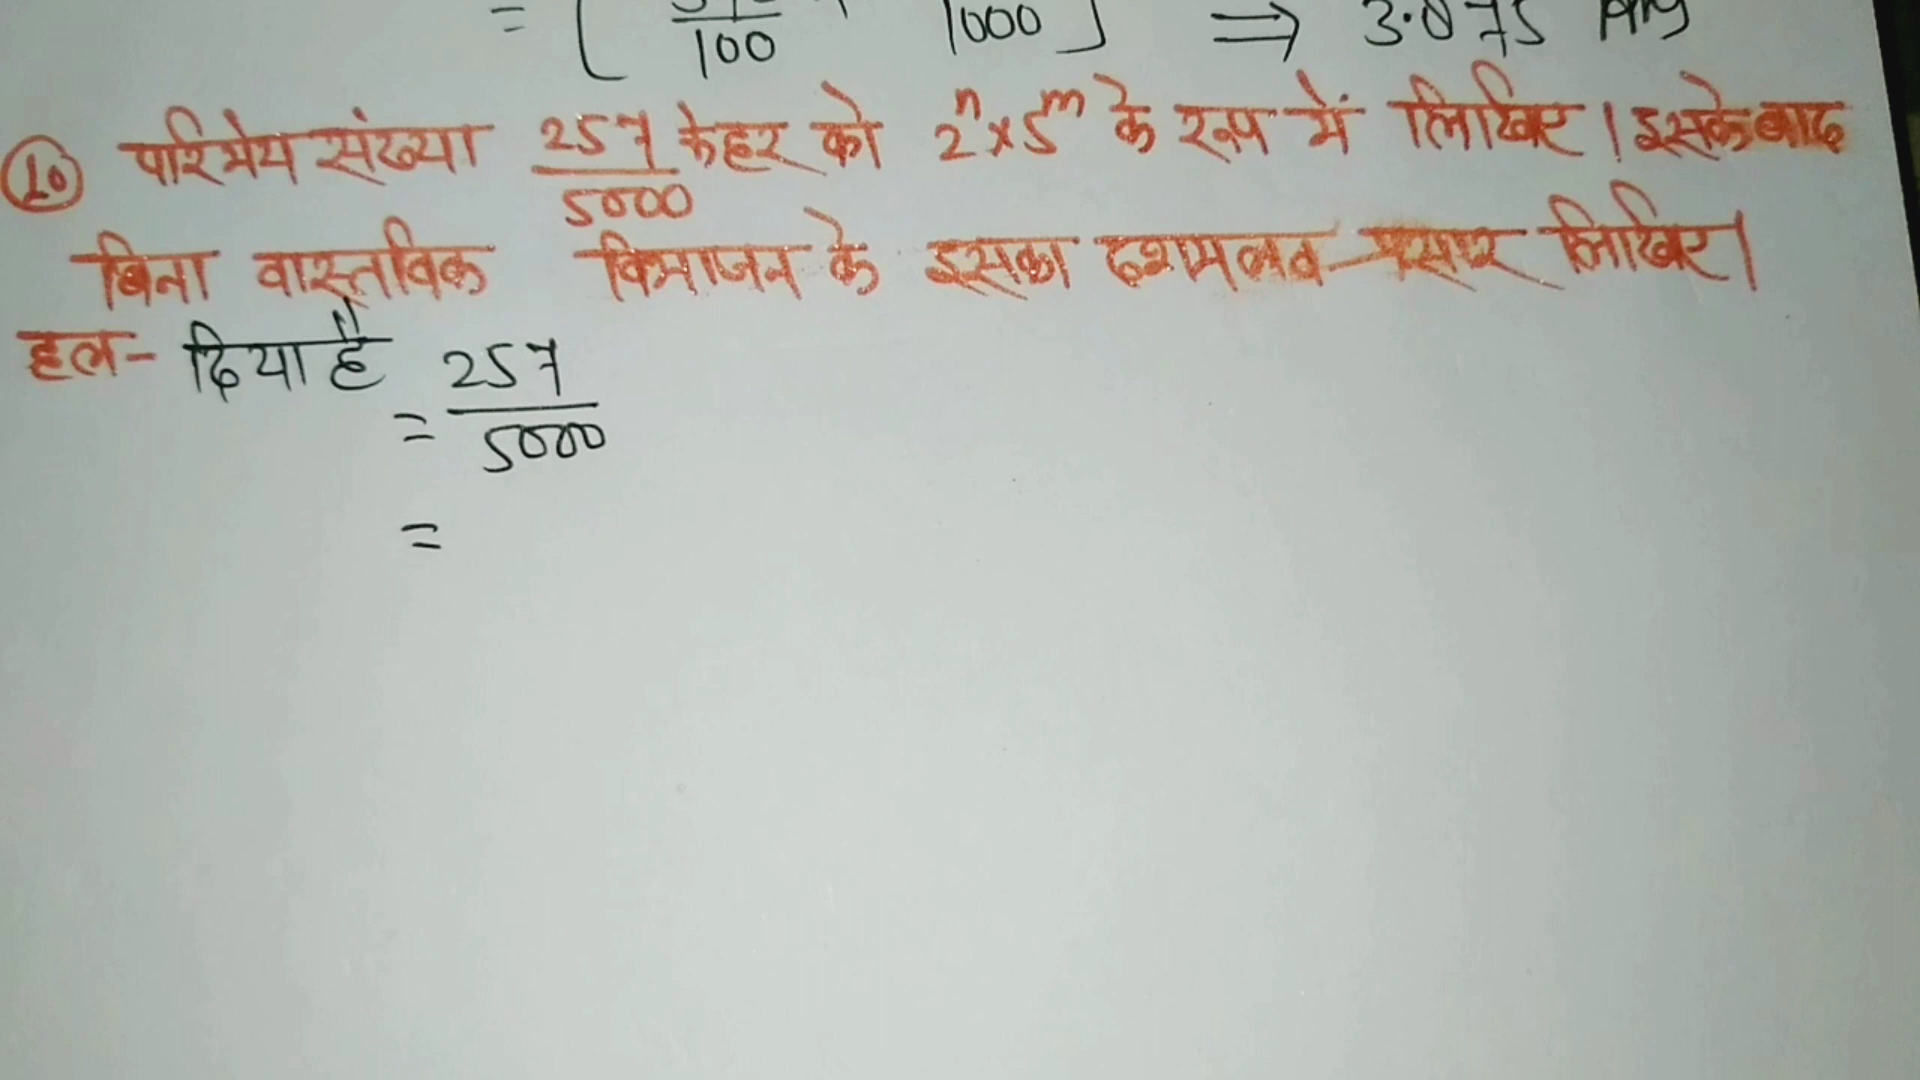 = [ 100 1000 ] ⇒ 3.875 Ans
10 परिमेय संख्या 257/5000 के हर को 2ⁿ×5ᵐ के रूप में लिखिए। इसके बाद
बिना वास्तविक विभाजन के इसका दशमलव प्रसार लिखिए।
हल- दिया है 257
= 5000
=